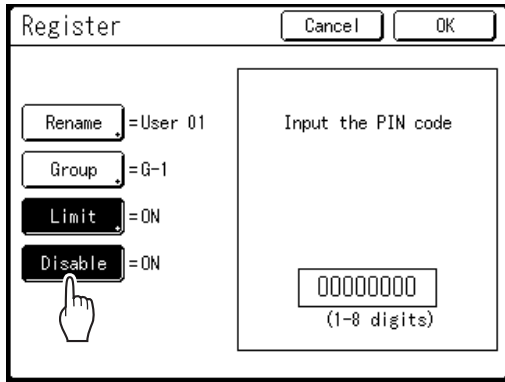 Register Cancel OK
Rename =User 01
Group =G-1
Limit =ON
Disable =ON
Input the PIN code
00000000
(1-8 digits)